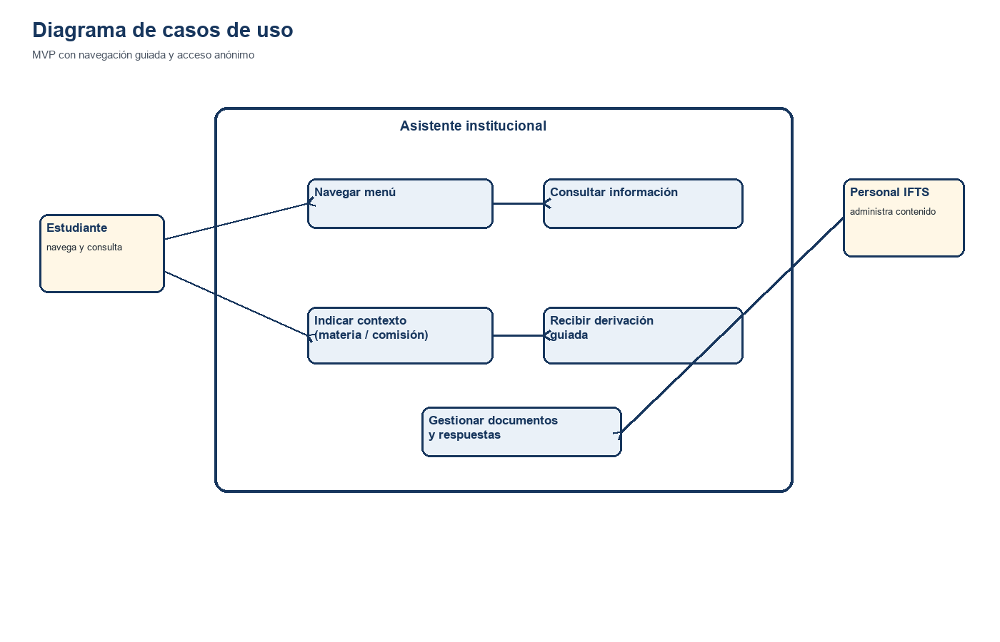 Diagrama de casos de uso
MVP con navegación guiada y acceso anónimo
Asistente institucional
Estudiante
navega y consulta
Navegar menú
Consultar información
Indicar contexto
(materia / comisión)
Recibir derivación
guiada
Gestionar documentos
y respuestas
Personal IFTS
administra contenido